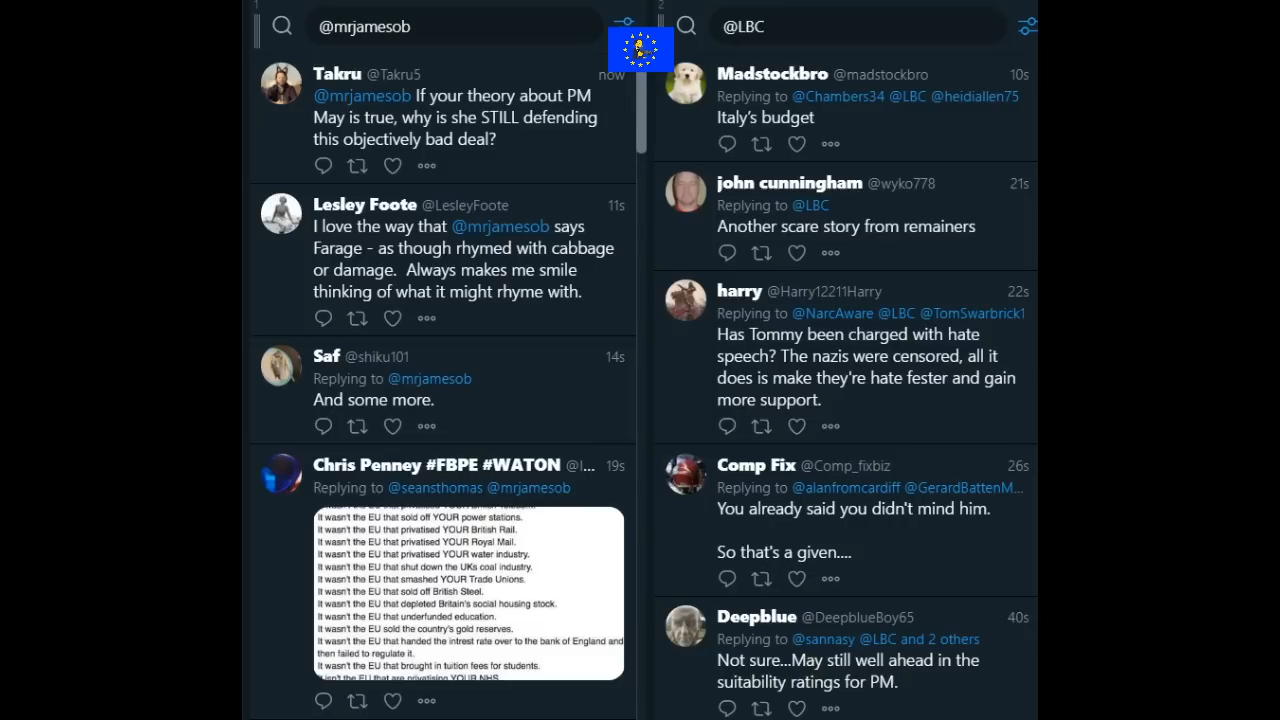 1
@mrjamesob
Takru @Takru5 now
@mrjamesob If your theory about PM
May is true, why is she STILL defending
this objectively bad deal?
Lesley Foote @LesleyFoote 11s
I love the way that @mrjamesob says
Farage - as though rhymed with cabbage
or damage.  Always makes me smile
thinking of what it might rhyme with.
Saf @shiku101 14s
Replying to @mrjamesob
And some more.
Chris Penney #FBPE #WATON @I... 19s
Replying to @seansthomas @mrjamesob
It wasn't the EU that sold off YOUR power stations.
It wasn't the EU that privatised YOUR British Rail.
It wasn't the EU that privatised YOUR Royal Mail.
It wasn't the EU that privatised YOUR water industry.
It wasn't the EU that shut down the UKs coal industry.
It wasn't the EU that smashed YOUR Trade Unions.
It wasn't the EU that sold off British Steel.
It wasn't the EU that depleted Britain's social housing stock.
It wasn't the EU that underfunded education.
It wasn't the EU sold the country's gold reserves.
It wasn't the EU that handed the intrest rate over to the bank of England and
then failed to regulate it.
It wasn't the EU that brought in tuition fees for students.
isn't the EU that are privatising YOUR NHS
2
@LBC
Madstockbro @madstockbro 10s
Replying to @Chambers34 @LBC @heidiallen75
Italy's budget
john cunningham @wyko778 21s
Replying to @LBC
Another scare story from remainers
harry @Harry12211Harry 22s
Replying to @NarcAware @LBC @TomSwarbrick1
Has Tommy been charged with hate
speech? The nazis were censored, all it
does is make they're hate fester and gain
more support.
Comp Fix @Comp_fixbiz 26s
Replying to @alanfromcardiff @GerardBattenM...
You already said you didn't mind him.
So that's a given....
Deepblue @DeepblueBoy65 40s
Replying to @sannasy @LBC and 2 others
Not sure...May still well ahead in the
suitability ratings for PM.